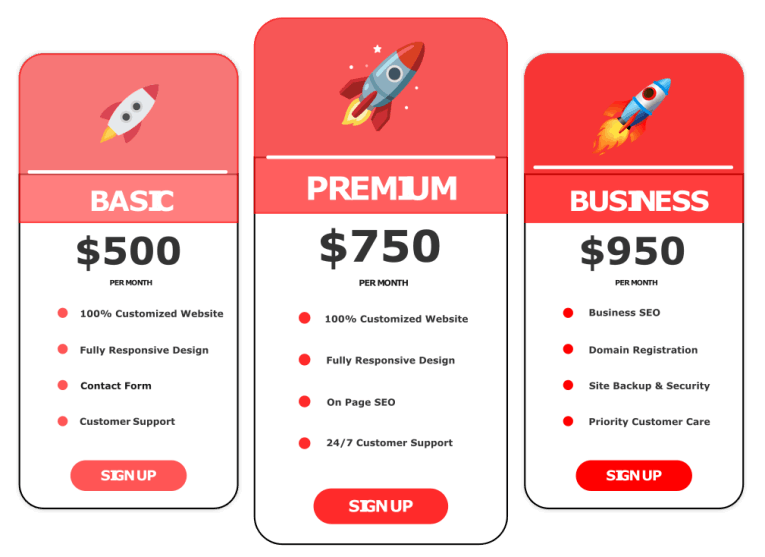 BASIC
$500
PER MONTH
100% Customized Website
Fully Responsive Design
Contact Form
Customer Support
SIGN UP
PREMIUM
$750
PER MONTH
100% Customized Website
Fully Responsive Design
On Page SEO
24/7 Customer Support
SIGN UP
BUSINESS
$950
PER MONTH
Business SEO
Domain Registration
Site Backup & Security
Priority Customer Care
SIGN UP